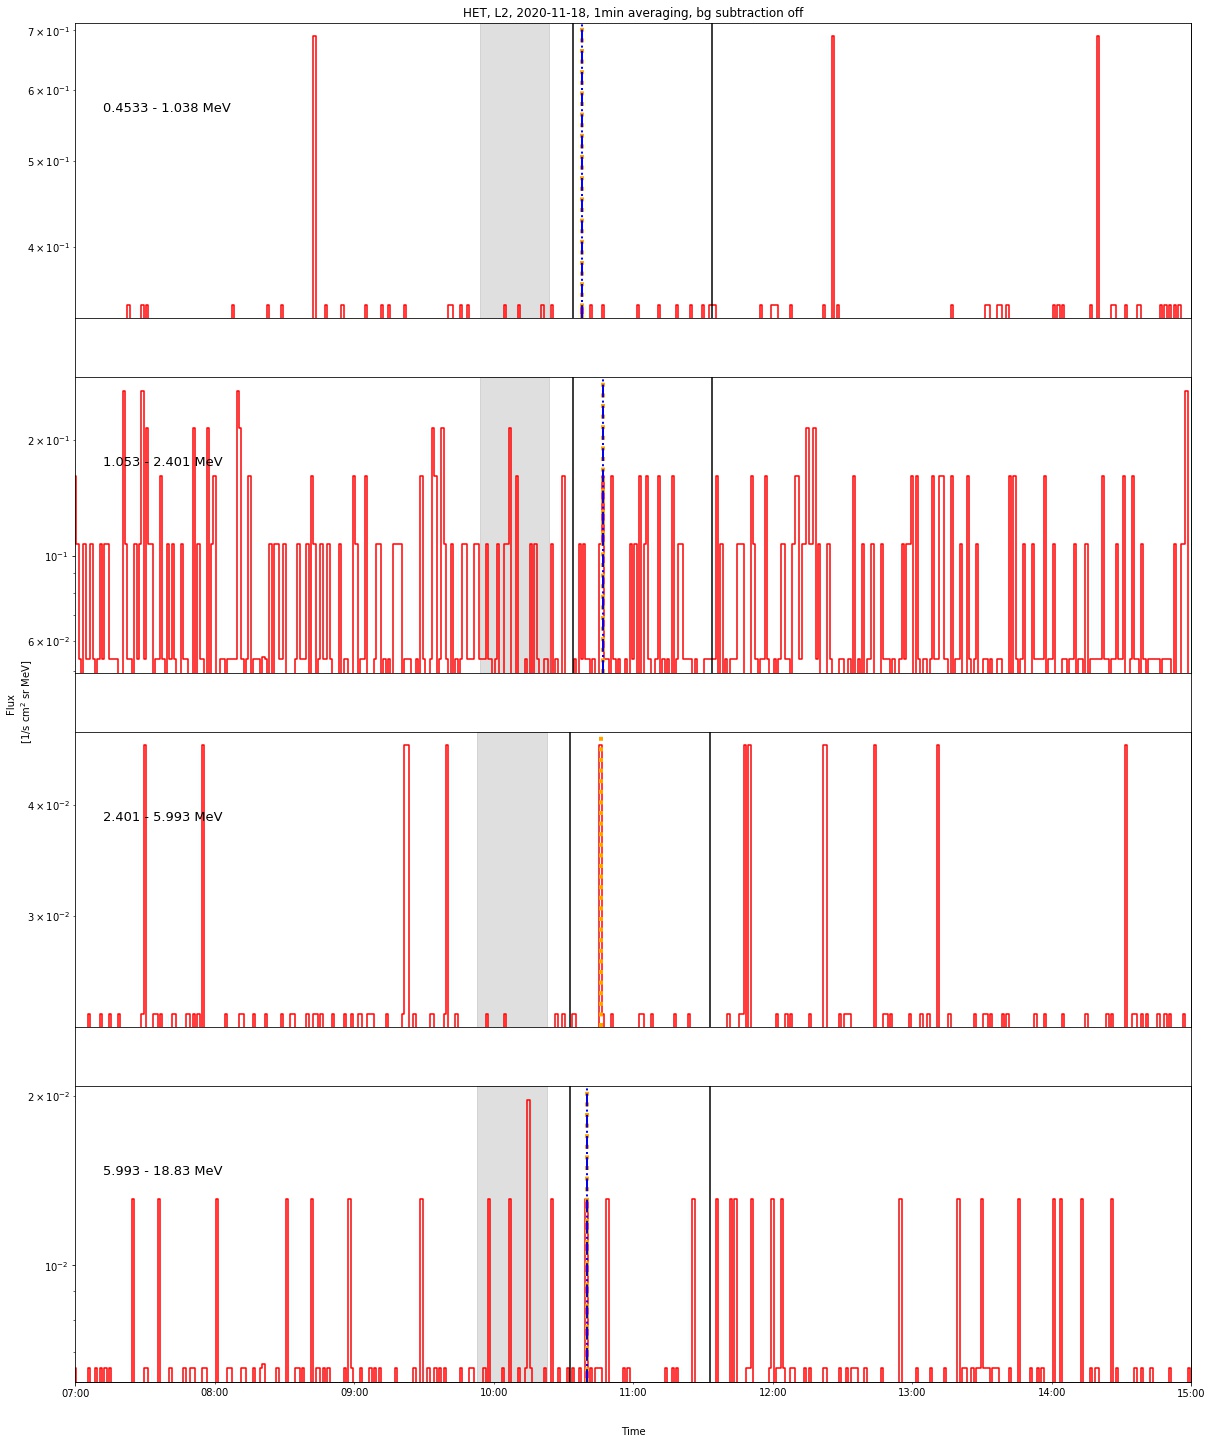 HET, L2, 2020-11-18, 1min averaging, bg subtraction off
7 × 10⁻¹
6 × 10⁻¹
5 × 10⁻¹
4 × 10⁻¹
0.4533 - 1.038 MeV
2 × 10⁻¹
10⁻¹
6 × 10⁻²
1.053 - 2.401 MeV
Flux
[1/s cm² sr MeV]
4 × 10⁻²
3 × 10⁻²
2.401 - 5.993 MeV
2 × 10⁻²
10⁻²
5.993 - 18.83 MeV
07:00 08:00 09:00 10:00 11:00 12:00 13:00 14:00 15:00
Time